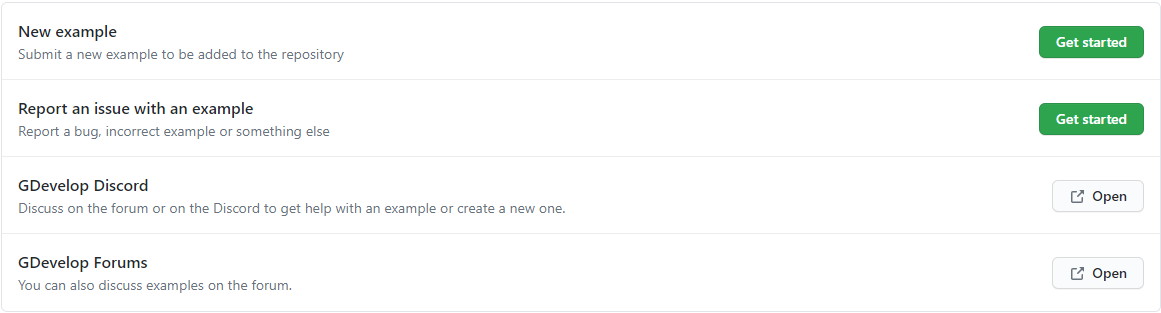 New example
Submit a new example to be added to the repository
Get started
Report an issue with an example
Report a bug, incorrect example or something else
Get started
GDevelop Discord
Discuss on the forum or on the Discord to get help with an example or create a new one.
Open
GDevelop Forums
You can also discuss examples on the forum.
Open